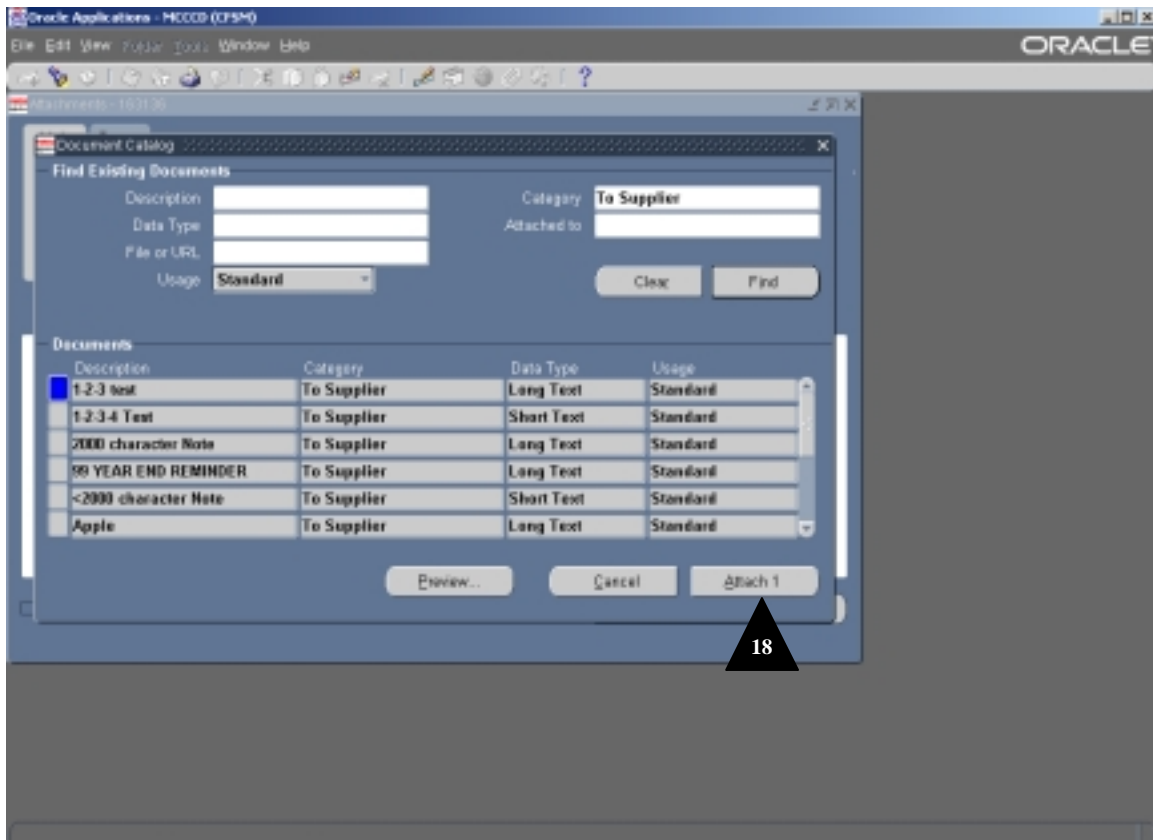 Oracle Applications - MCCCD (CFSM)
File Edit View Folder Tools Window Help
ORACLE
Attachments - 163136
Document Catalog
Find Existing Documents
Description
Category To Supplier
Data Type
Attached to
File or URL
Usage Standard
Clear Find
Documents
Description Category Data Type Usage
1-2-3 test To Supplier Long Text Standard
1-2-3-4 Test To Supplier Short Text Standard
2000 character Note To Supplier Long Text Standard
99 YEAR END REMINDER To Supplier Long Text Standard
<2000 character Note To Supplier Short Text Standard
Apple To Supplier Long Text Standard
Preview... Cancel Attach 1
18